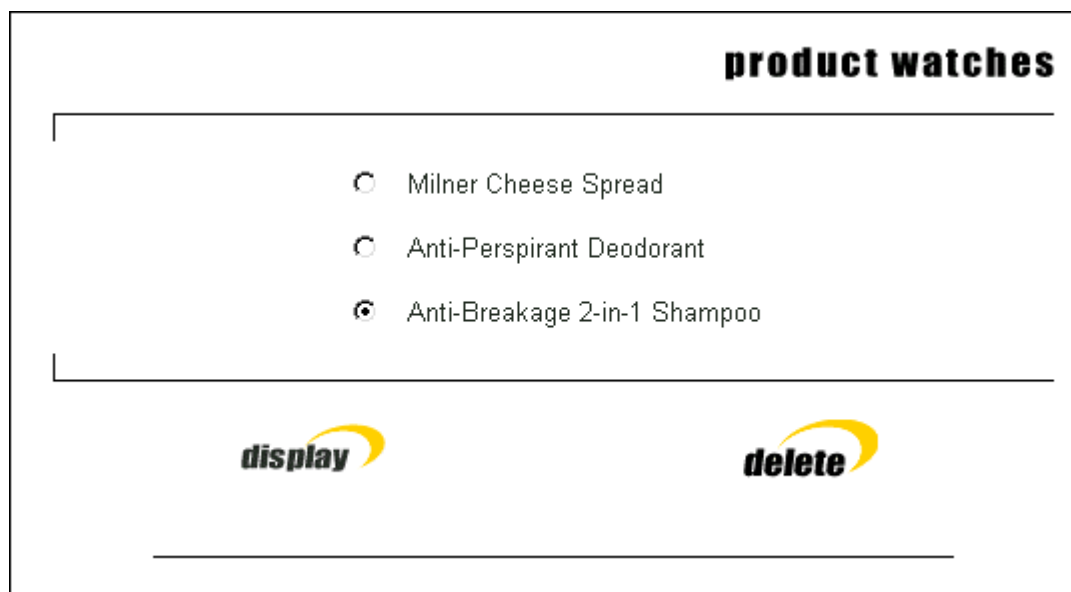 product watches
Milner Cheese Spread
Anti-Perspirant Deodorant
Anti-Breakage 2-in-1 Shampoo
display
delete